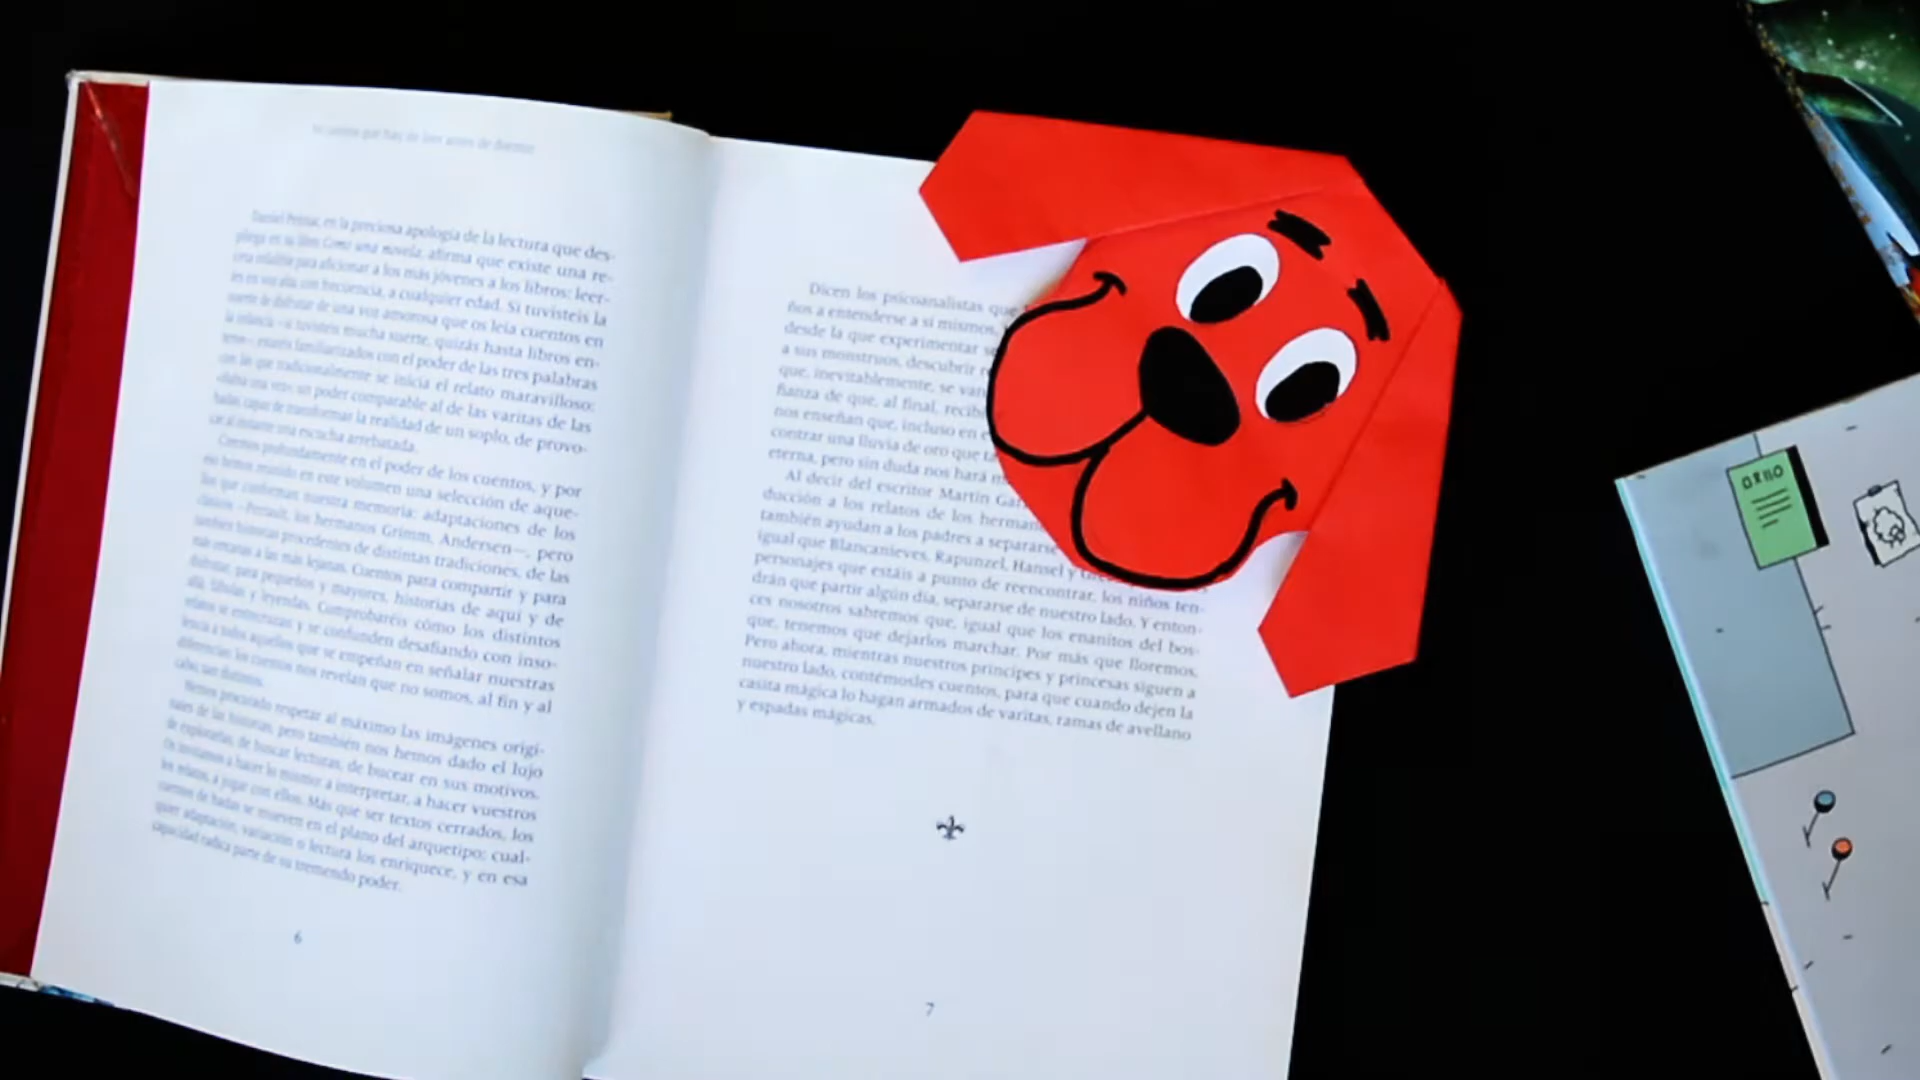 51 cuentos que hay de leer antes de dormir
Daniel Pennac, en la preciosa apología de la lectura que des-
pliega en su libro Como una novela, afirma que existe una re-
ceta infalible para aficionar a los más jóvenes a los libros: leer-
les en voz alta con frecuencia, a cualquier edad. Si tuvisteis la
suerte de disfrutar de una voz amorosa que os leía cuentos en
la infancia –si tuvisteis mucha suerte, quizás hasta libros en-
teros–, estaréis familiarizados con el poder de las tres palabras
con las que tradicionalmente se inicia el relato maravilloso:
«Había una vez»: un poder comparable al de las varitas de las
hadas capaz de transformar la realidad de un soplo, de provo-
car al instante una escucha arrebatada.
Creemos profundamente en el poder de los cuentos, y por
eso hemos reunido en este volumen una selección de aque-
llos que conforman nuestra memoria: adaptaciones de los
clásicos –Perrault, los hermanos Grimm, Andersen–, pero
también historias procedentes de distintas tradiciones, de las
más cercanas a las más lejanas. Cuentos para compartir y para
disfrutar, para pequeños y mayores, historias de aquí y de
allá, fábulas y leyendas. Comprobaréis cómo los distintos
relatos se entrecruzan y se confunden desafiando con inso-
lencia a todos aquellos que se empeñan en señalar nuestras
diferencias: los cuentos nos revelan que no somos, al fin y al
cabo, tan distintos.
Hemos procurado respetar al máximo las imágenes origi-
nales de las historias, pero también nos hemos dado el lujo
de explorarlas, de buscar lecturas, de bucear en sus motivos.
Os invitamos a hacer lo mismo: a interpretar, a hacer vuestros
los relatos, a jugar con ellos. Más que ser textos cerrados, los
cuentos de hadas se mueven en el plano del arquetipo; cual-
quier adaptación, variación o lectura los enriquece, y en esa
capacidad radica parte de su tremendo poder.
6
Dicen los psicoanalistas que
ños a entenderse a sí mismos,
desde la que experimentar
a sus monstruos, descubrir
que, inevitablemente, se van
fianza de que, al final,
nos enseñan que, incluso en
contrar una lluvia de oro que
eterna, pero sin duda nos hará
Al decir del escritor Martín
ducción a los relatos de los
también ayudan a los padres a separarse
igual que Blancanieves, Rapunzel, Hansel y
personajes que estáis a punto de reencontrar, los niños ten-
drán que partir algún día, separarse de nuestro lado. Y enton-
ces nosotros sabremos que, igual que los enanitos del bos-
que, tenemos que dejarlos marchar. Por más que lloremos.
Pero ahora, mientras nuestros príncipes y princesas siguen a
nuestro lado, contémosles cuentos, para que cuando dejen la
casita mágica lo hagan armados de varitas, ramas de avellano
y espadas mágicas.
7